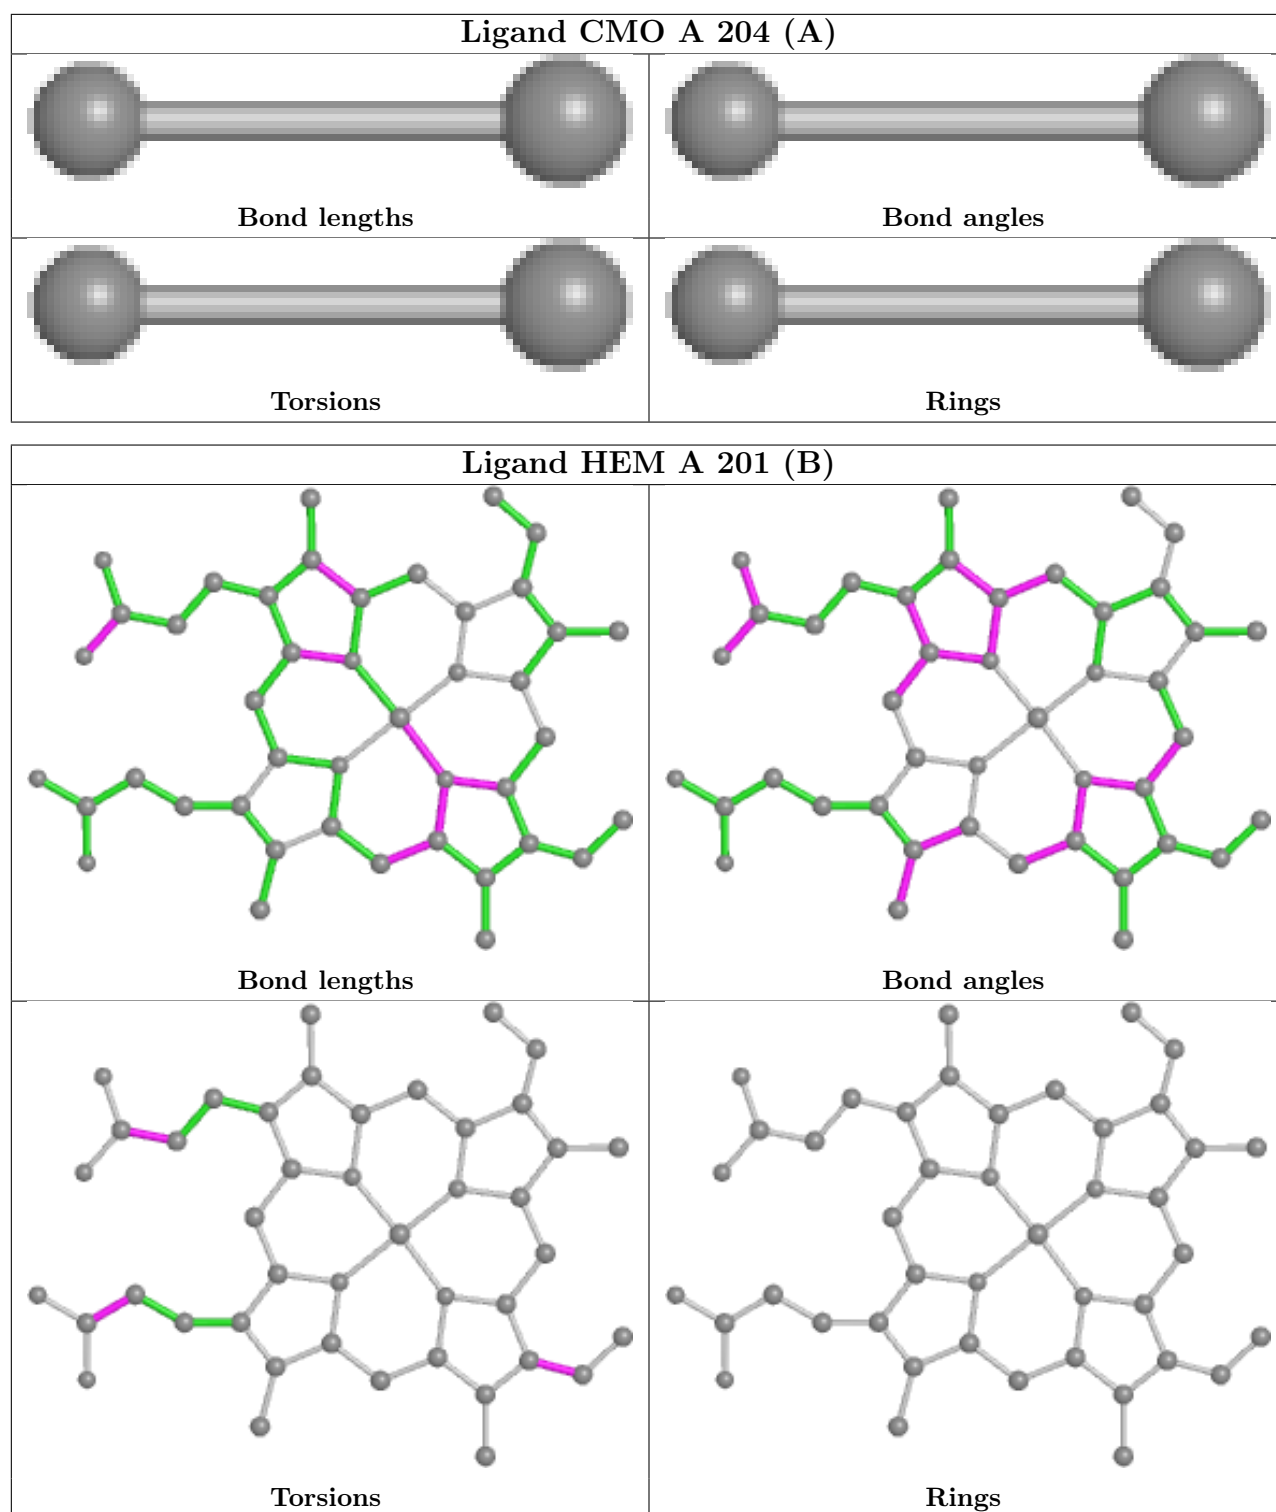 Ligand CMO A 204 (A)
Bond lengths
Bond angles
Torsions
Rings
Ligand HEM A 201 (B)
Bond lengths
Bond angles
Torsions
Rings